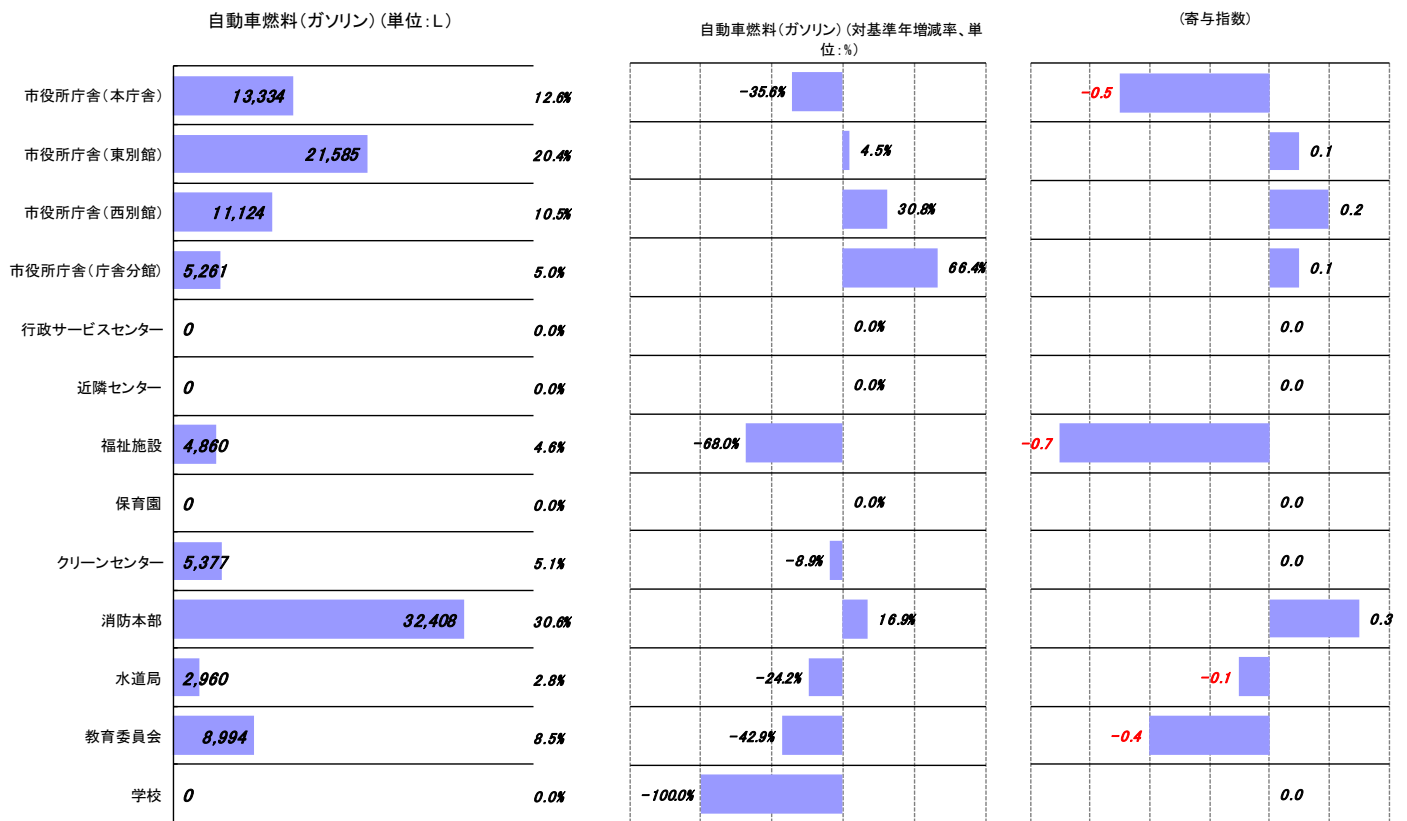 自動車燃料(ガソリン) (単位:L)
自動車燃料(ガソリン) (対基準年増減率、単
位:%)
(寄与指数)
市役所庁舎(本庁舎) 13,334 12.6% -35.6% -0.5
市役所庁舎(東別館) 21,585 20.4% 4.5% 0.1
市役所庁舎(西別館) 11,124 10.5% 30.8% 0.2
市役所庁舎(庁舎分館) 5,261 5.0% 66.4% 0.1
行政サービスセンター 0 0.0% 0.0% 0.0
近隣センター 0 0.0% 0.0% 0.0
福祉施設 4,860 4.6% -68.0% -0.7
保育園 0 0.0% 0.0% 0.0
クリーンセンター 5,377 5.1% -8.9% 0.0
消防本部 32,408 30.6% 16.9% 0.3
水道局 2,960 2.8% -24.2% -0.1
教育委員会 8,994 8.5% -42.9% -0.4
学校 0 0.0% -100.0% 0.0